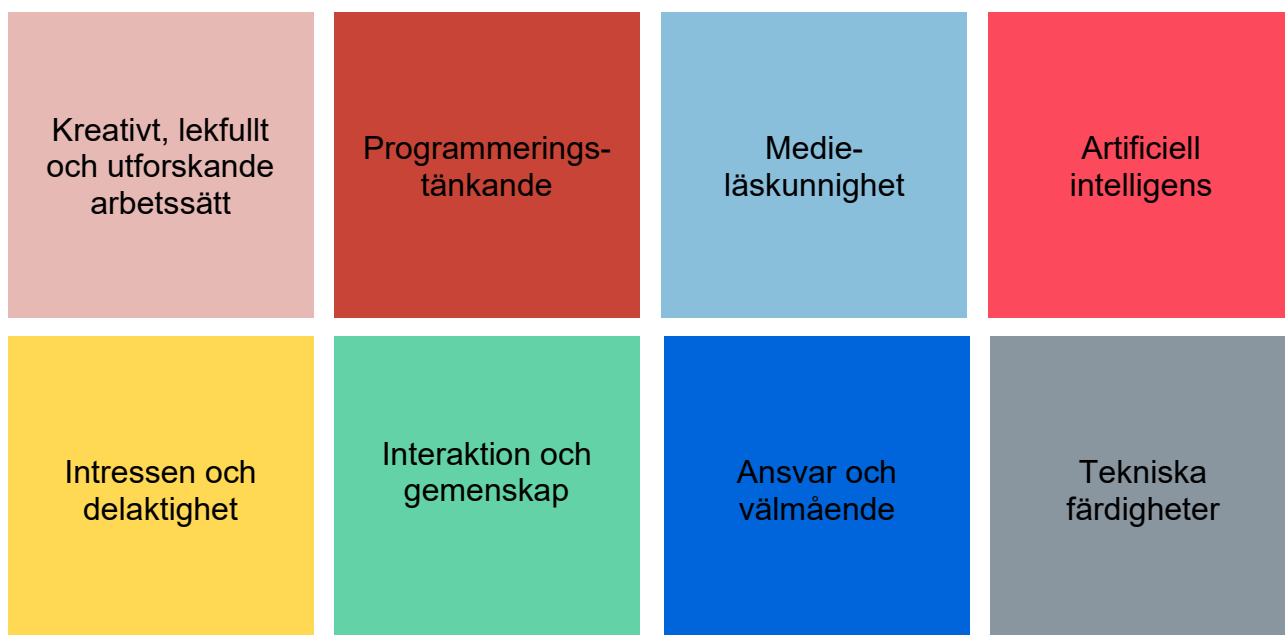 Kreativt, lekfullt
och utforskande
arbetssätt
Programmerings-
tänkande
Medie-
läskunnighet
Artificiell
intelligens
Intressen och
delaktighet
Interaktion och
gemenskap
Ansvar och
välmående
Tekniska
färdigheter